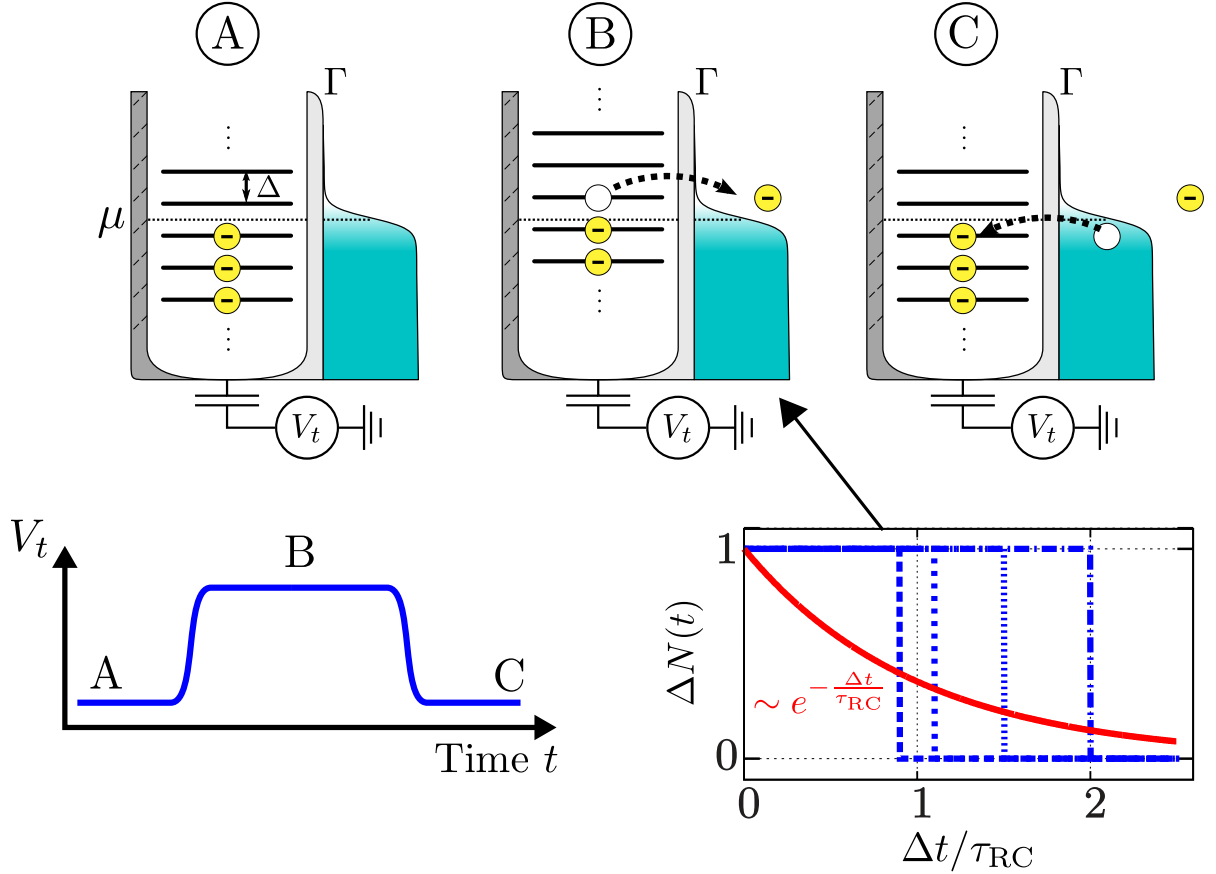 A B C
Γ Γ Γ
Δ
μ
V_t V_t V_t
V_t
B
A C
Time t
1
ΔN(t)
∼ e^{-Δt/τ_RC}
0
0 1 2
Δt/τ_RC